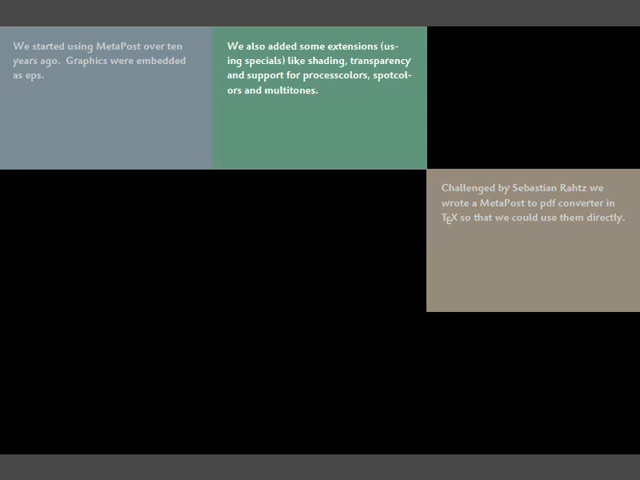 We started using MetaPost over ten
years ago. Graphics were embedded
as eps.
We also added some extensions (us-
ing specials) like shading, transparency
and support for processcolors, spotcol-
ors and multitones.
Challenged by Sebastian Rahtz we
wrote a MetaPost to pdf converter in
TEX so that we could use them directly.